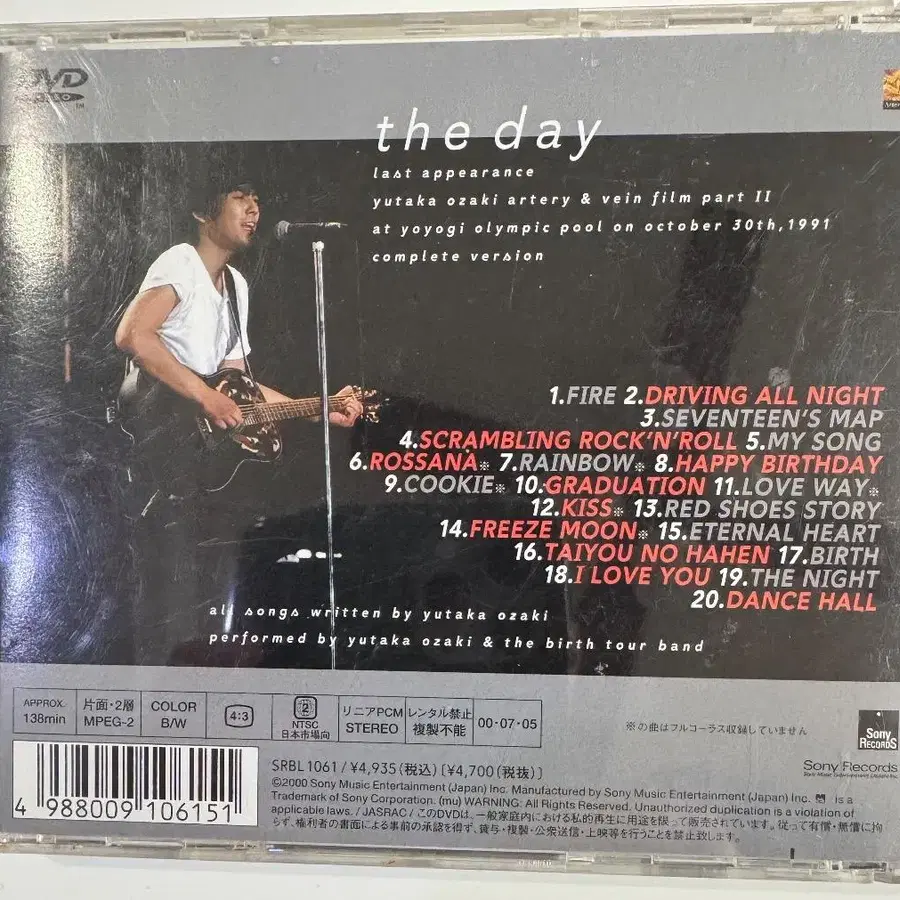 DVD
VIDEO TM
the day
last appearance
yutaka ozaki artery & vein film part II
at yoyogi olympic pool on october 30th,1991
complete version
1.FIRE 2.DRIVING ALL NIGHT
3.SEVENTEEN'S MAP
4.SCRAMBLING ROCK'N'ROLL 5.MY SONG
6.ROSSANA※ 7.RAINBOW※ 8.HAPPY BIRTHDAY
9.COOKIE※ 10.GRADUATION 11.LOVE WAY※
12.KISS※ 13.RED SHOES STORY
14.FREEZE MOON※ 15.ETERNAL HEART
16.TAIYOU NO HAHEN 17.BIRTH
18.I LOVE YOU 19.THE NIGHT
20.DANCE HALL
all songs written by yutaka ozaki
performed by yutaka ozaki & the birth tour band
APPROX.
138min
片面・2層
MPEG-2
COLOR
B/W
4:3
2
NTSC
日本市場向
リニアPCM
STEREO
レンタル禁止
複製不能
00・07・05
※の曲はフルコーラス収録していません
Sony
Records
Sony Records
Sony Music Entertainment (Japan) Inc.
SRBL 1061 / ¥4,935(税込)〔¥4,700(税抜)〕
©2000 Sony Music Entertainment (Japan) Inc. Manufactured by Sony Music Entertainment (Japan) Inc. is a
Trademark of Sony Corporation. (mu) WARNING: All Rights Reserved. Unauthorized duplication is a violation of
applicable laws. / JASRAC / このDVDは、一般家庭内における私的再生に用途を限って販売されています。従って有償・無償に拘
らず、権利者の書面による事前の承認を得ず、貸与・複製・公衆送信・上映等を行うことを禁止致します。
4 988009 106151